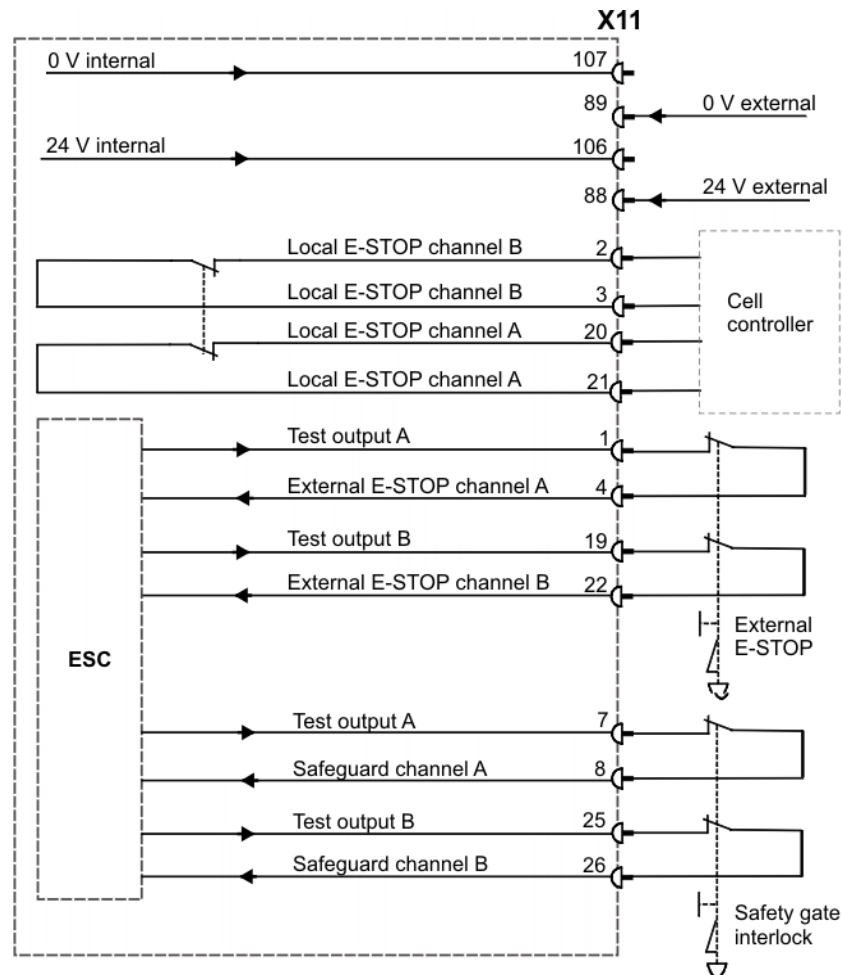 X11
0 V internal
107
89
0 V external
24 V internal
106
88
24 V external
Local E-STOP channel B
2
Local E-STOP channel B
3
Local E-STOP channel A
20
Local E-STOP channel A
21
Cell
controller
Test output A
1
External E-STOP channel A
4
Test output B
19
External E-STOP channel B
22
External
E-STOP
ESC
Test output A
7
Safeguard channel A
8
Test output B
25
Safeguard channel B
26
Safety gate
interlock